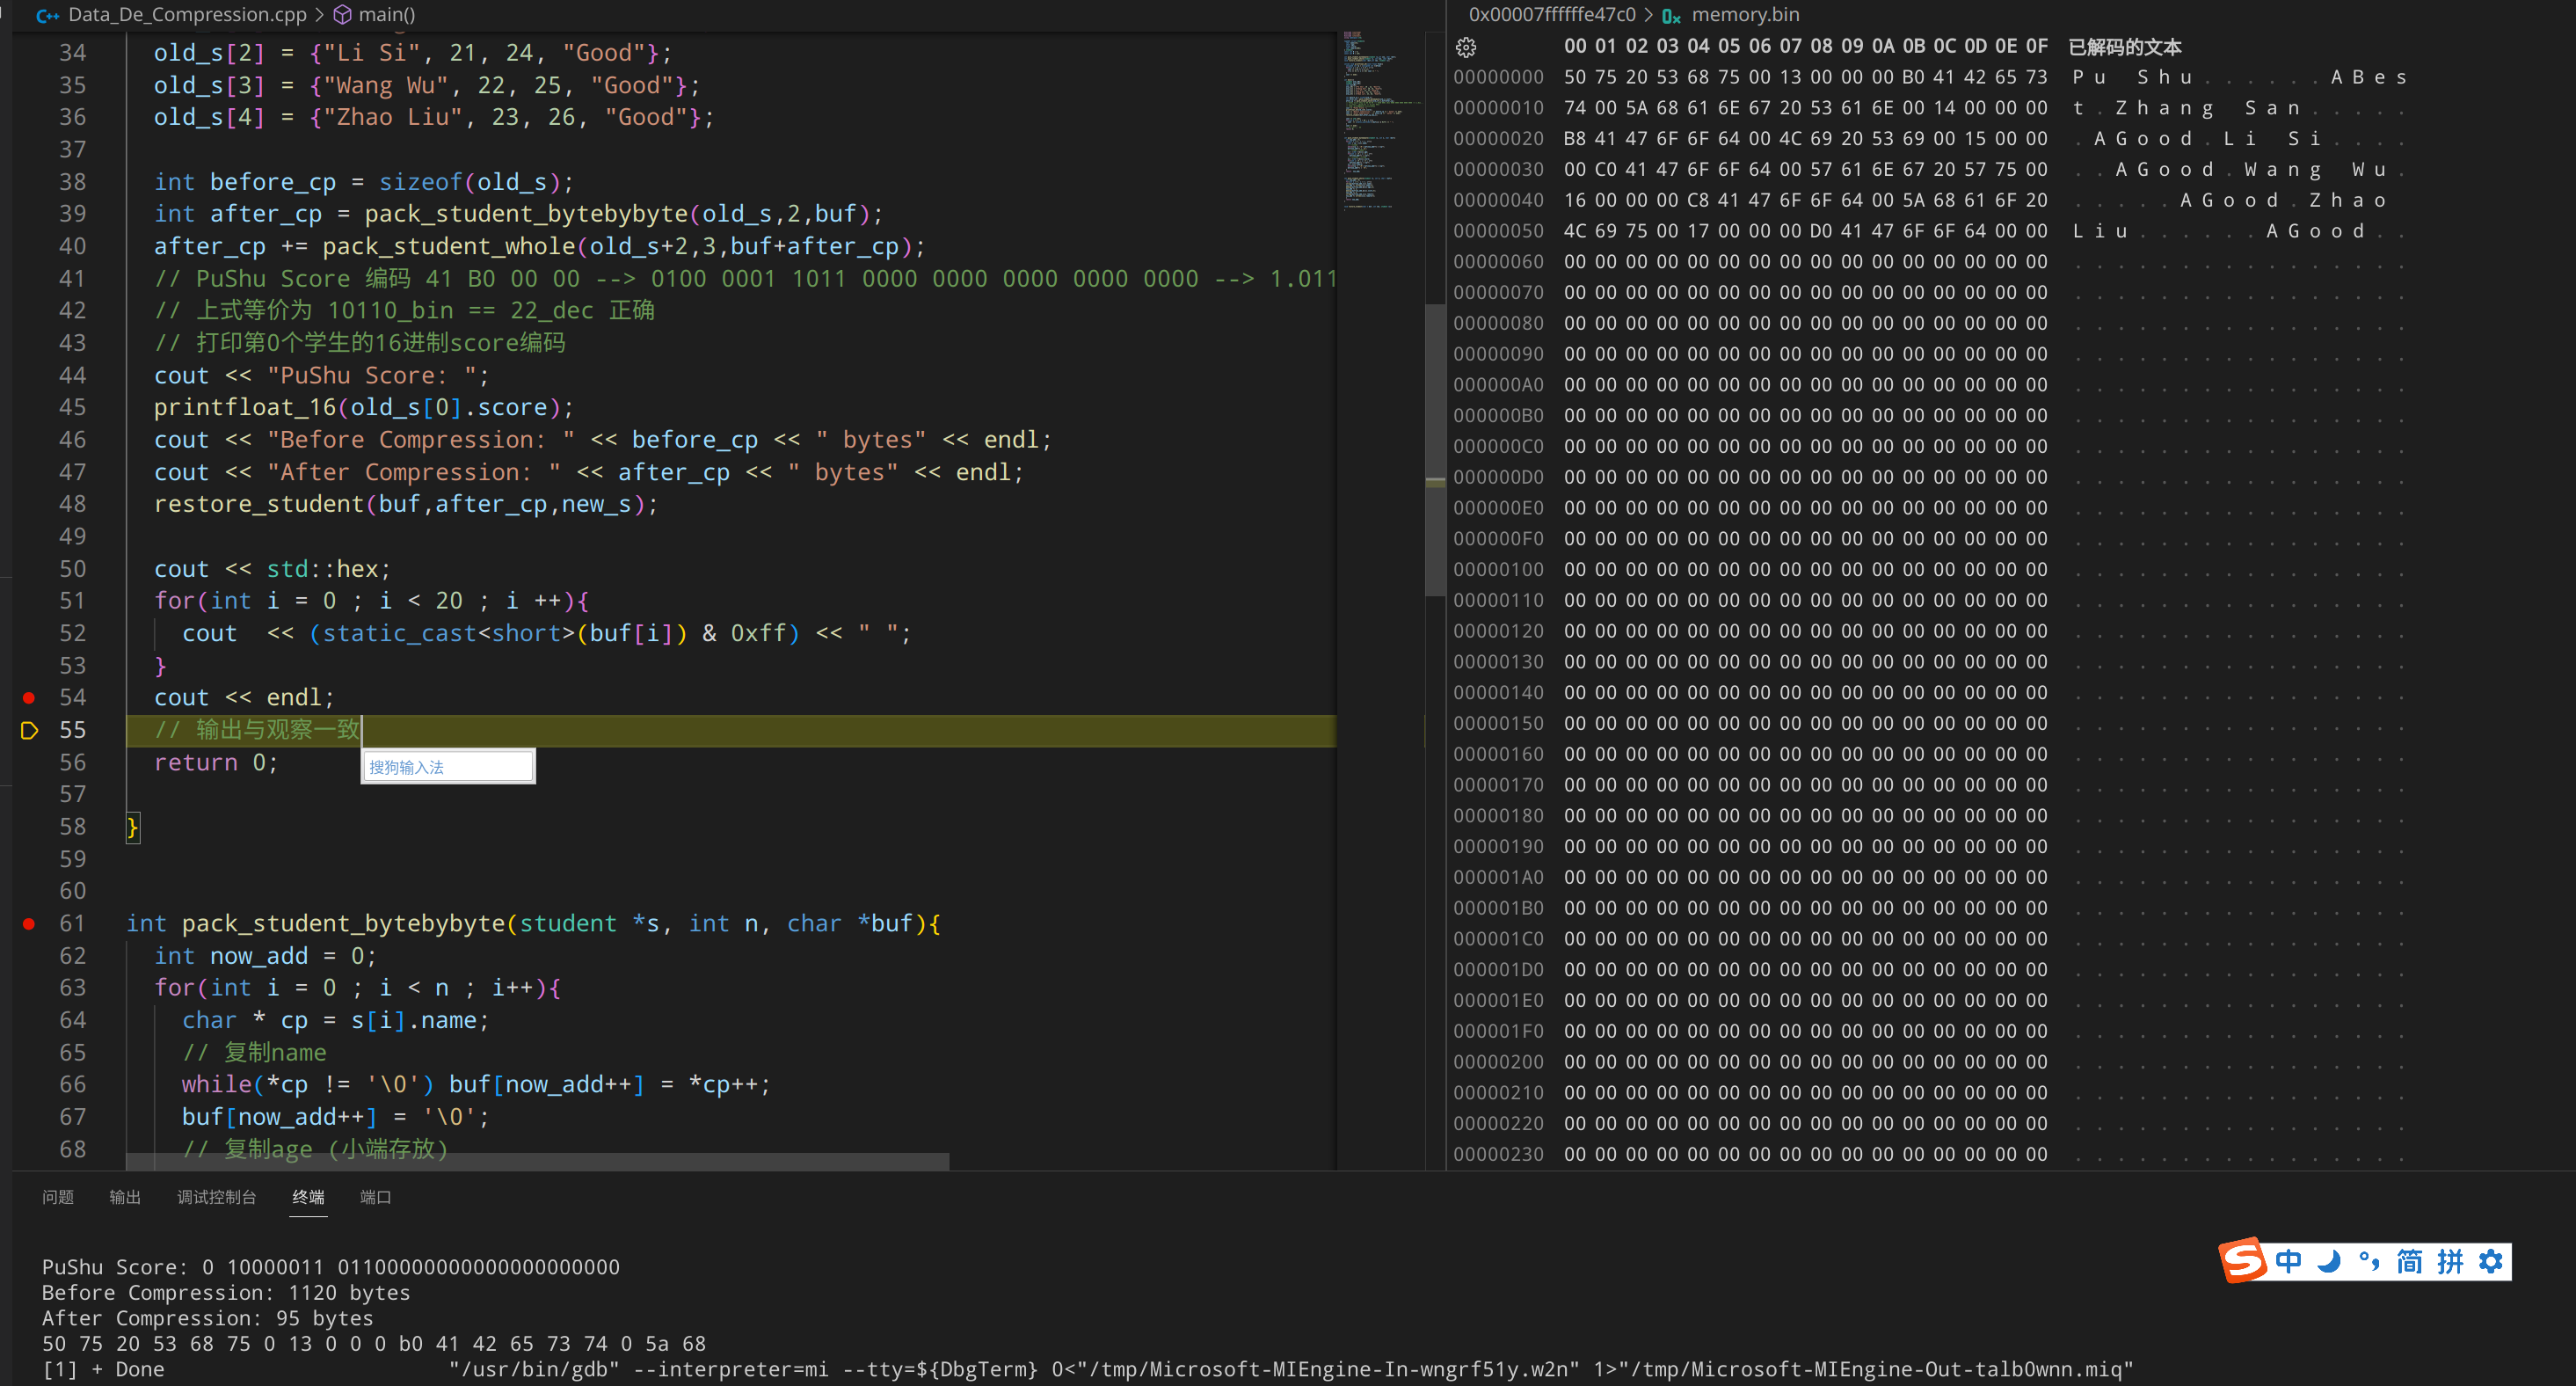 Data_De_Compression.cpp > main()
34 old_s[2] = {"Li Si", 21, 24, "Good"};
35 old_s[3] = {"Wang Wu", 22, 25, "Good"};
36 old_s[4] = {"Zhao Liu", 23, 26, "Good"};
37
38 int before_cp = sizeof(old_s);
39 int after_cp = pack_student_bytebybyte(old_s,2,buf);
40 after_cp += pack_student_whole(old_s+2,3,buf+after_cp);
41 // PuShu Score 编码 41 B0 00 00 --> 0100 0001 1011 0000 0000 0000 0000 0000 --> 1.011
42 // 上式等价为 10110_bin == 22_dec 正确
43 // 打印第0个学生的16进制score编码
44 cout << "PuShu Score: ";
45 printfloat_16(old_s[0].score);
46 cout << "Before Compression: " << before_cp << " bytes" << endl;
47 cout << "After Compression: " << after_cp << " bytes" << endl;
48 restore_student(buf,after_cp,new_s);
49
50 cout << std::hex;
51 for(int i = 0 ; i < 20 ; i ++){
52 cout  << (static_cast<short>(buf[i]) & 0xff) << " ";
53 }
54 cout << endl;
55 // 输出与观察一致
搜狗输入法
56 return 0;
57
58 }
59
60
61 int pack_student_bytebybyte(student *s, int n, char *buf){
62 int now_add = 0;
63 for(int i = 0 ; i < n ; i++){
64 char * cp = s[i].name;
65 // 复制name
66 while(*cp != '\0') buf[now_add++] = *cp++;
67 buf[now_add++] = '\0';
68 // 复制age (小端存放)
0x00007ffffffe47c0 > memory.bin
00 01 02 03 04 05 06 07 08 09 0A 0B 0C 0D 0E 0F 已解码的文本
00000000 50 75 20 53 68 75 00 13 00 00 00 B0 41 42 65 73 P u   S h u . . . . . . A B e s
00000010 74 00 5A 68 61 6E 67 20 53 61 6E 00 14 00 00 00 t . Z h a n g   S a n . . . . .
00000020 B8 41 47 6F 6F 64 00 4C 69 20 53 69 00 15 00 00 . A G o o d . L i   S i . . . .
00000030 00 C0 41 47 6F 6F 64 00 57 61 6E 67 20 57 75 00 . . A G o o d . W a n g   W u .
00000040 16 00 00 00 C8 41 47 6F 6F 64 00 5A 68 61 6F 20 . . . . . A G o o d . Z h a o
00000050 4C 69 75 00 17 00 00 00 D0 41 47 6F 6F 64 00 00 L i u . . . . . . A G o o d . .
00000060 00 00 00 00 00 00 00 00 00 00 00 00 00 00 00 00 . . . . . . . . . . . . . . . .
00000070 00 00 00 00 00 00 00 00 00 00 00 00 00 00 00 00 . . . . . . . . . . . . . . . .
00000080 00 00 00 00 00 00 00 00 00 00 00 00 00 00 00 00 . . . . . . . . . . . . . . . .
00000090 00 00 00 00 00 00 00 00 00 00 00 00 00 00 00 00 . . . . . . . . . . . . . . . .
000000A0 00 00 00 00 00 00 00 00 00 00 00 00 00 00 00 00 . . . . . . . . . . . . . . . .
000000B0 00 00 00 00 00 00 00 00 00 00 00 00 00 00 00 00 . . . . . . . . . . . . . . . .
000000C0 00 00 00 00 00 00 00 00 00 00 00 00 00 00 00 00 . . . . . . . . . . . . . . . .
000000D0 00 00 00 00 00 00 00 00 00 00 00 00 00 00 00 00 . . . . . . . . . . . . . . . .
000000E0 00 00 00 00 00 00 00 00 00 00 00 00 00 00 00 00 . . . . . . . . . . . . . . . .
000000F0 00 00 00 00 00 00 00 00 00 00 00 00 00 00 00 00 . . . . . . . . . . . . . . . .
00000100 00 00 00 00 00 00 00 00 00 00 00 00 00 00 00 00 . . . . . . . . . . . . . . . .
00000110 00 00 00 00 00 00 00 00 00 00 00 00 00 00 00 00 . . . . . . . . . . . . . . . .
00000120 00 00 00 00 00 00 00 00 00 00 00 00 00 00 00 00 . . . . . . . . . . . . . . . .
00000130 00 00 00 00 00 00 00 00 00 00 00 00 00 00 00 00 . . . . . . . . . . . . . . . .
00000140 00 00 00 00 00 00 00 00 00 00 00 00 00 00 00 00 . . . . . . . . . . . . . . . .
00000150 00 00 00 00 00 00 00 00 00 00 00 00 00 00 00 00 . . . . . . . . . . . . . . . .
00000160 00 00 00 00 00 00 00 00 00 00 00 00 00 00 00 00 . . . . . . . . . . . . . . . .
00000170 00 00 00 00 00 00 00 00 00 00 00 00 00 00 00 00 . . . . . . . . . . . . . . . .
00000180 00 00 00 00 00 00 00 00 00 00 00 00 00 00 00 00 . . . . . . . . . . . . . . . .
00000190 00 00 00 00 00 00 00 00 00 00 00 00 00 00 00 00 . . . . . . . . . . . . . . . .
000001A0 00 00 00 00 00 00 00 00 00 00 00 00 00 00 00 00 . . . . . . . . . . . . . . . .
000001B0 00 00 00 00 00 00 00 00 00 00 00 00 00 00 00 00 . . . . . . . . . . . . . . . .
000001C0 00 00 00 00 00 00 00 00 00 00 00 00 00 00 00 00 . . . . . . . . . . . . . . . .
000001D0 00 00 00 00 00 00 00 00 00 00 00 00 00 00 00 00 . . . . . . . . . . . . . . . .
000001E0 00 00 00 00 00 00 00 00 00 00 00 00 00 00 00 00 . . . . . . . . . . . . . . . .
000001F0 00 00 00 00 00 00 00 00 00 00 00 00 00 00 00 00 . . . . . . . . . . . . . . . .
00000200 00 00 00 00 00 00 00 00 00 00 00 00 00 00 00 00 . . . . . . . . . . . . . . . .
00000210 00 00 00 00 00 00 00 00 00 00 00 00 00 00 00 00 . . . . . . . . . . . . . . . .
00000220 00 00 00 00 00 00 00 00 00 00 00 00 00 00 00 00 . . . . . . . . . . . . . . . .
00000230 00 00 00 00 00 00 00 00 00 00 00 00 00 00 00 00 . . . . . . . . . . . . . . . .
问题 输出 调试控制台 终端 端口
PuShu Score: 0 10000011 01100000000000000000000
Before Compression: 1120 bytes
After Compression: 95 bytes
50 75 20 53 68 75 0 13 0 0 0 b0 41 42 65 73 74 0 5a 68
[1] + Done "/usr/bin/gdb" --interpreter=mi --tty=${DbgTerm} 0<"/tmp/Microsoft-MIEngine-In-wngrf51y.w2n" 1>"/tmp/Microsoft-MIEngine-Out-talb0wnn.miq"
S 中 简 拼